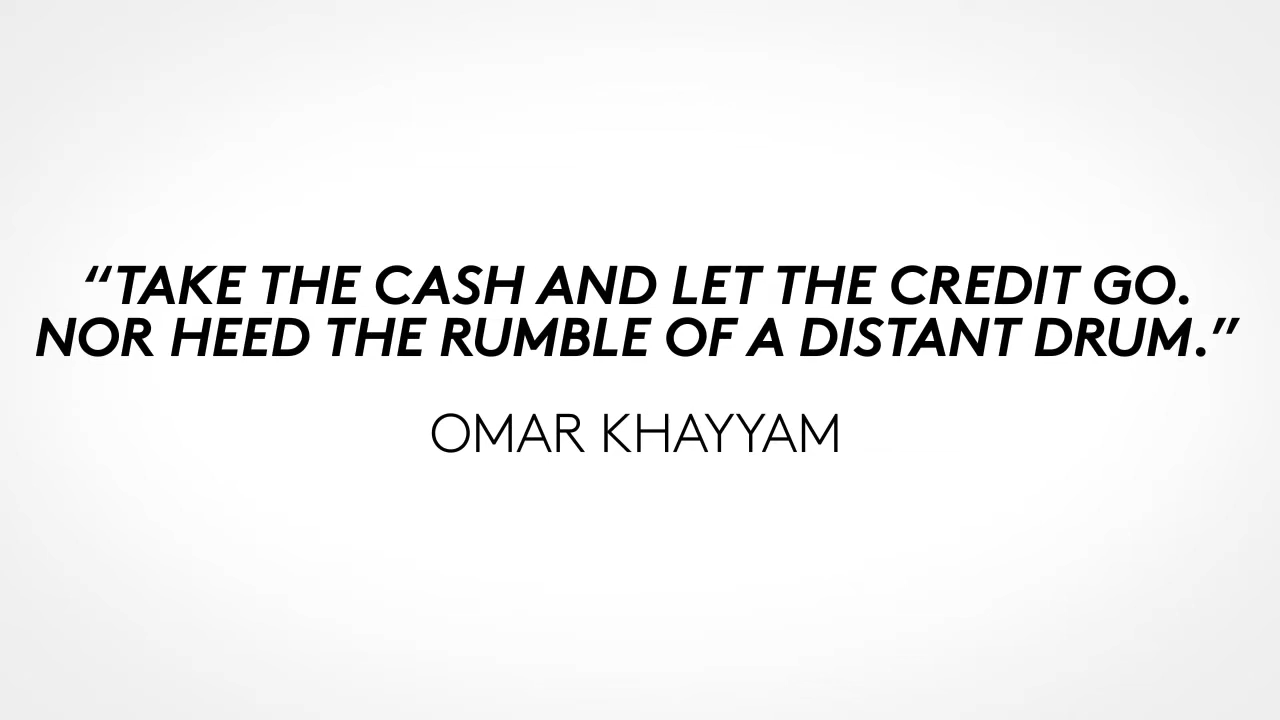 “TAKE THE CASH AND LET THE CREDIT GO.
NOR HEED THE RUMBLE OF A DISTANT DRUM.”
OMAR KHAYYAM